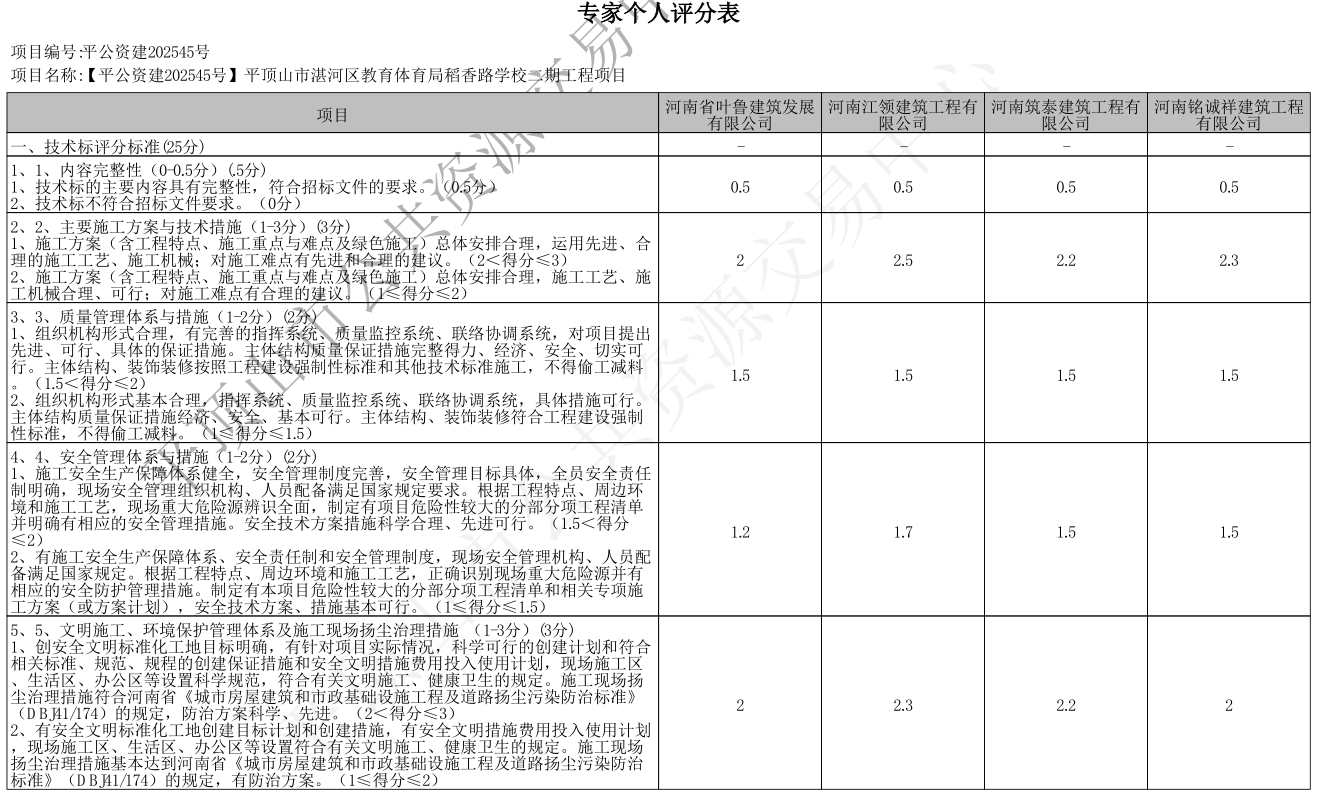 专家个人评分表
项目编号:平公资建202545号
项目名称:【平公资建202545号】平顶山市湛河区教育体育局稻香路学校二期工程项目
项目
河南省叶鲁建筑发展
有限公司
河南江领建筑工程有
限公司
河南筑泰建筑工程有
限公司
河南铭诚祥建筑工程
有限公司
一、技术标评分标准(25分) - - - -
1、1、内容完整性（0-0.5分）(.5分)
1、技术标的主要内容具有完整性，符合招标文件的要求。（0.5分）
2、技术标不符合招标文件要求。（0分）
0.5 0.5 0.5 0.5
2、2、主要施工方案与技术措施（1-3分）(3分)
1、施工方案（含工程特点、施工重点与难点及绿色施工）总体安排合理，运用先进、合
理的施工工艺、施工机械；对施工难点有先进和合理的建议。（2＜得分≤3）
2、施工方案（含工程特点、施工重点与难点及绿色施工）总体安排合理，施工工艺、施
工机械合理、可行；对施工难点有合理的建议。（1≤得分≤2）
2 2.5 2.2 2.3
3、3、质量管理体系与措施（1-2分）(2分)
1、组织机构形式合理，有完善的指挥系统、质量监控系统、联络协调系统，对项目提出
先进、可行、具体的保证措施。主体结构质量保证措施完整得力、经济、安全、切实可
行。主体结构、装饰装修按照工程建设强制性标准和其他技术标准施工，不得偷工减料
。（1.5＜得分≤2）
2、组织机构形式基本合理，指挥系统、质量监控系统、联络协调系统，具体措施可行。
主体结构质量保证措施经济、安全、基本可行。主体结构、装饰装修符合工程建设强制
性标准，不得偷工减料。（1≤得分≤1.5）
1.5 1.5 1.5 1.5
4、4、安全管理体系与措施（1-2分）(2分)
1、施工安全生产保障体系健全，安全管理制度完善，安全管理目标具体，全员安全责任
制明确，现场安全管理组织机构、人员配备满足国家规定要求。根据工程特点、周边环
境和施工工艺，现场重大危险源辨识全面，制定有项目危险性较大的分部分项工程清单
并明确有相应的安全管理措施。安全技术方案措施科学合理、先进可行。（1.5＜得分
≤2）
2、有施工安全生产保障体系、安全责任制和安全管理制度，现场安全管理机构、人员配
备满足国家规定。根据工程特点、周边环境和施工工艺，正确识别现场重大危险源并有
相应的安全防护管理措施。制定有本项目危险性较大的分部分项工程清单和相关专项施
工方案（或方案计划），安全技术方案、措施基本可行。（1≤得分≤1.5）
1.2 1.7 1.5 1.5
5、5、文明施工、环境保护管理体系及施工现场扬尘治理措施 （1-3分）(3分)
1、创安全文明标准化工地目标明确，有针对项目实际情况，科学可行的创建计划和符合
相关标准、规范、规程的创建保证措施和安全文明措施费用投入使用计划，现场施工区
、生活区、办公区等设置科学规范，符合有关文明施工、健康卫生的规定。施工现场扬
尘治理措施符合河南省《城市房屋建筑和市政基础设施工程及道路扬尘污染防治标准》
（DBJ41/174）的规定，防治方案科学、先进。（2＜得分≤3）
2、有安全文明标准化工地创建目标计划和创建措施，有安全文明措施费用投入使用计划
，现场施工区、生活区、办公区等设置符合有关文明施工、健康卫生的规定。施工现场
扬尘治理措施基本达到河南省《城市房屋建筑和市政基础设施工程及道路扬尘污染防治
标准》（DBJ41/174）的规定，有防治方案。（1≤得分≤2）
2 2.3 2.2 2
平顶山市公共资源交易中
市公共资源交易中心